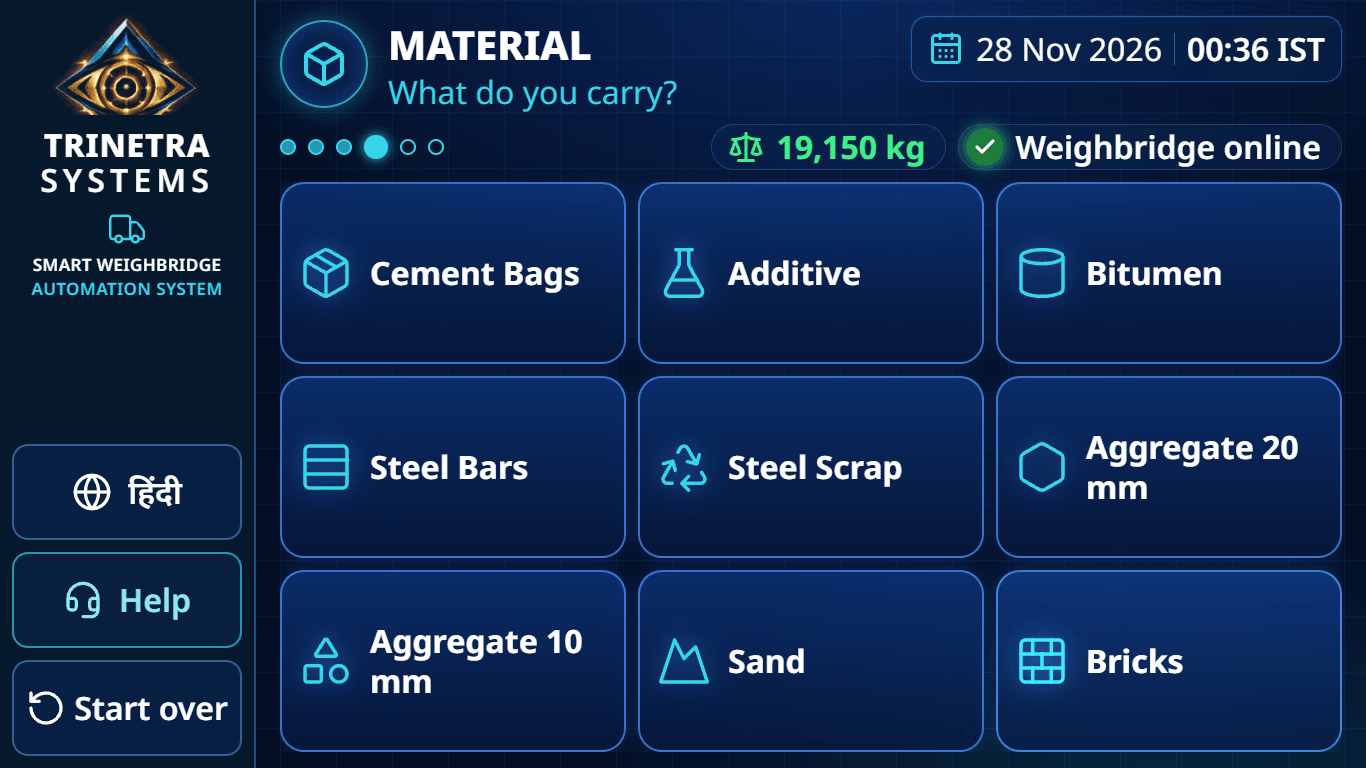 TRINETRA
SYSTEMS
SMART WEIGHBRIDGE
AUTOMATION SYSTEM
हिंदी
Help
Start over
MATERIAL
What do you carry?
28 Nov 2026 00:36 IST
19,150 kg
Weighbridge online
Cement Bags
Additive
Bitumen
Steel Bars
Steel Scrap
Aggregate 20
mm
Aggregate 10
mm
Sand
Bricks